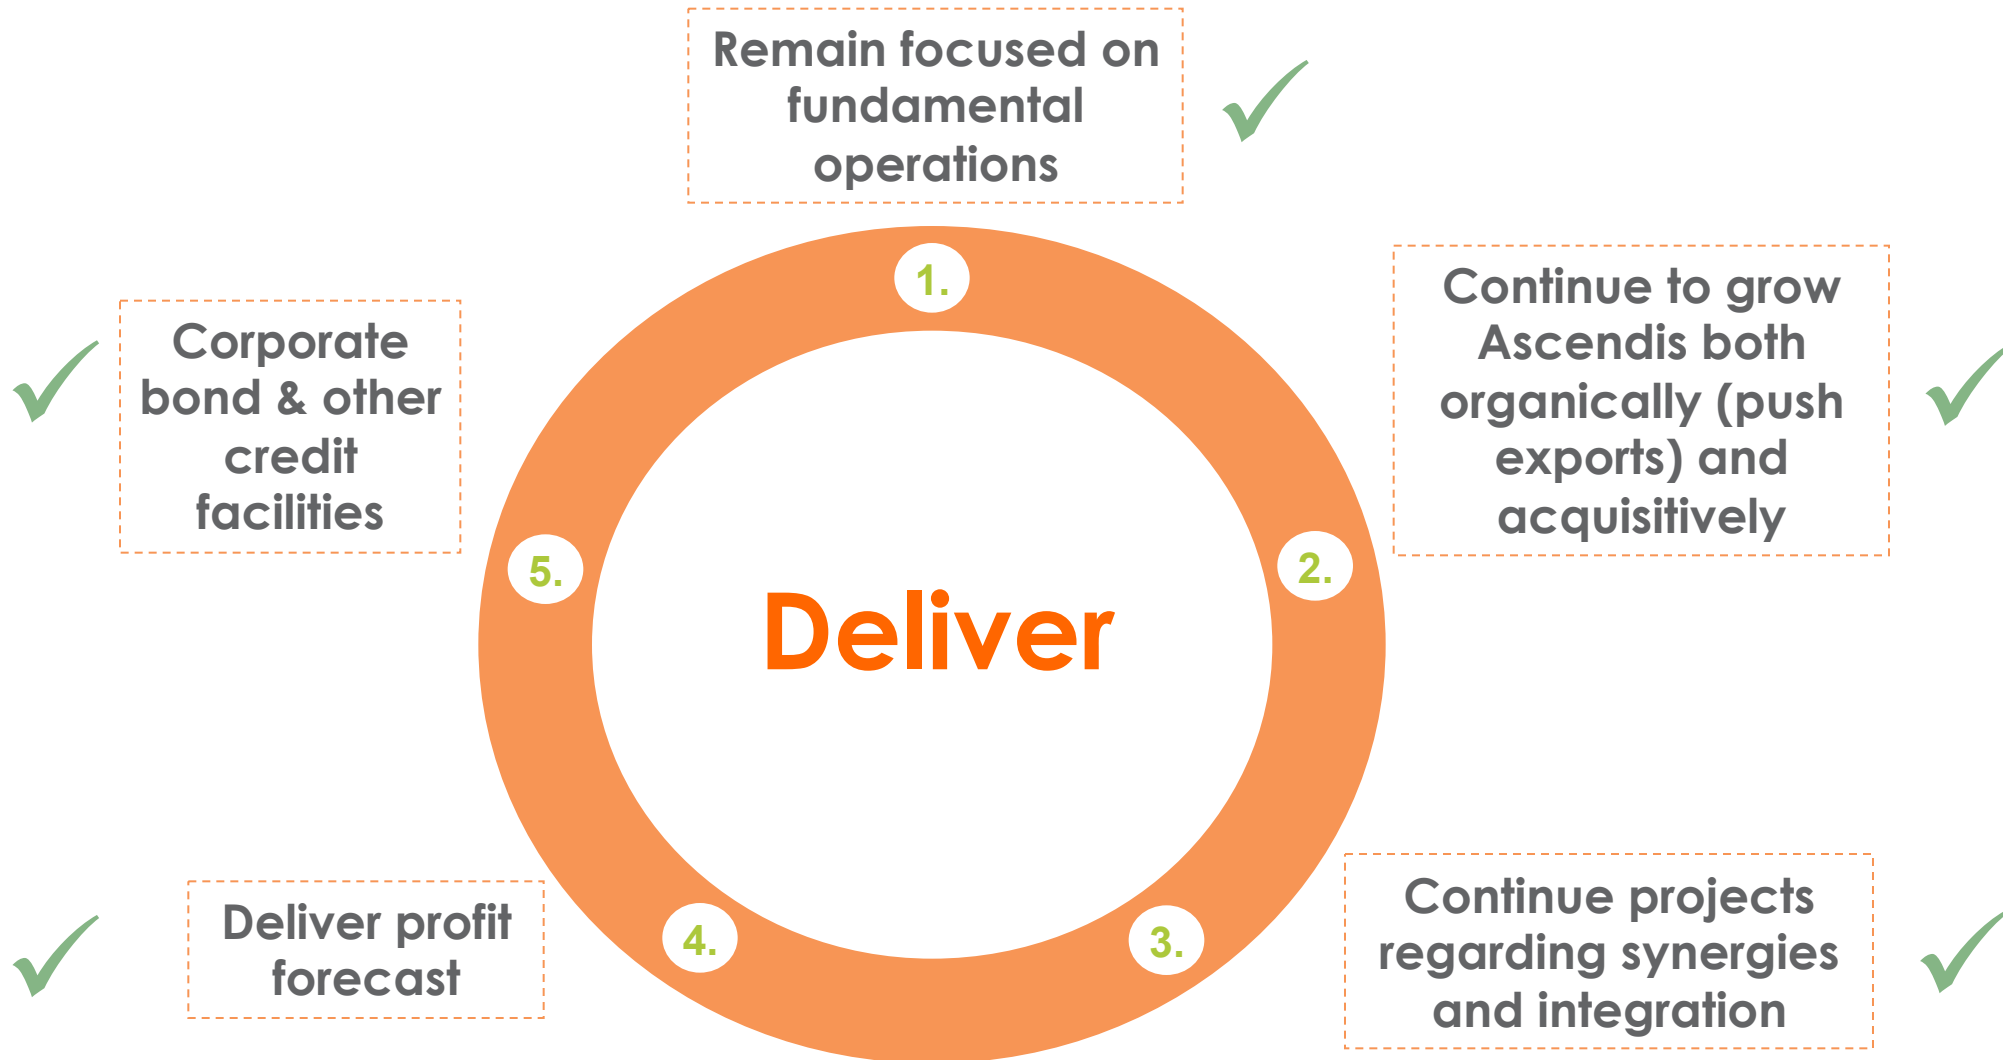 Remain focused on
fundamental
operations
1.
Continue to grow
Ascendis both
organically (push
exports) and
acquisitively
2.
Continue projects
regarding synergies
and integration
3.
Deliver profit
forecast
4.
Corporate
bond & other
credit
facilities
5.
Deliver